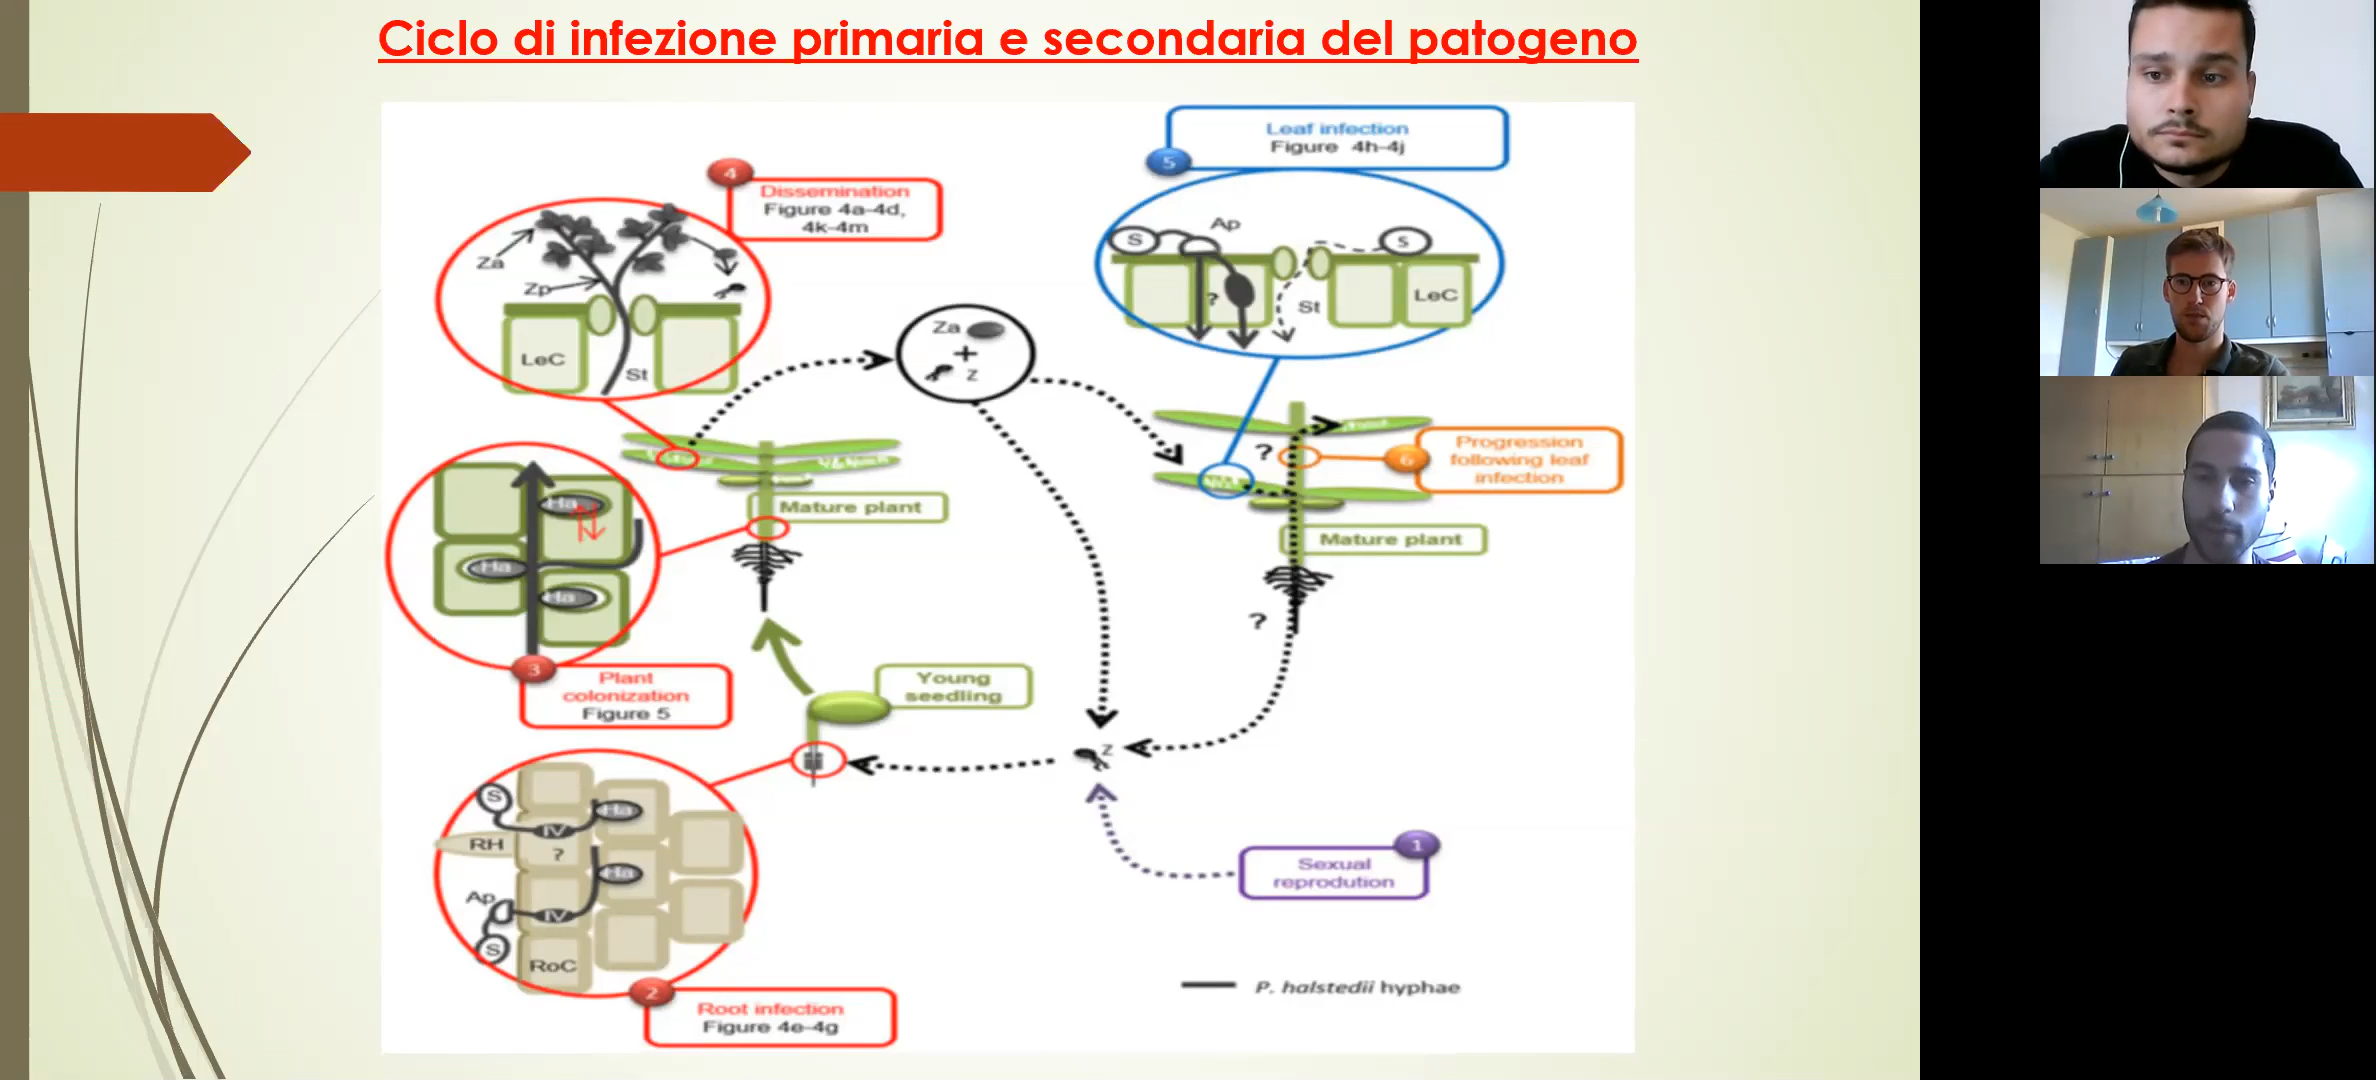 Ciclo di infezione primaria e secondaria del patogeno
4
Dissemination
Figure 4a-4d,
4k-4m
Za
Zp
LeC
St
5
Leaf infection
Figure 4h-4j
S
Ap
S
?
St
LeC
Za
+
z
?
6
Progression
following leaf
infection
Mature plant
Mature plant
?
Ha
Ha
Ha
3
Plant
colonization
Figure 5
Young
seedling
z
1
Sexual
reprodution
S
IV
Ha
RH
?
Ha
Ap
IV
S
RoC
2
Root infection
Figure 4e-4g
P. halstedii hyphae